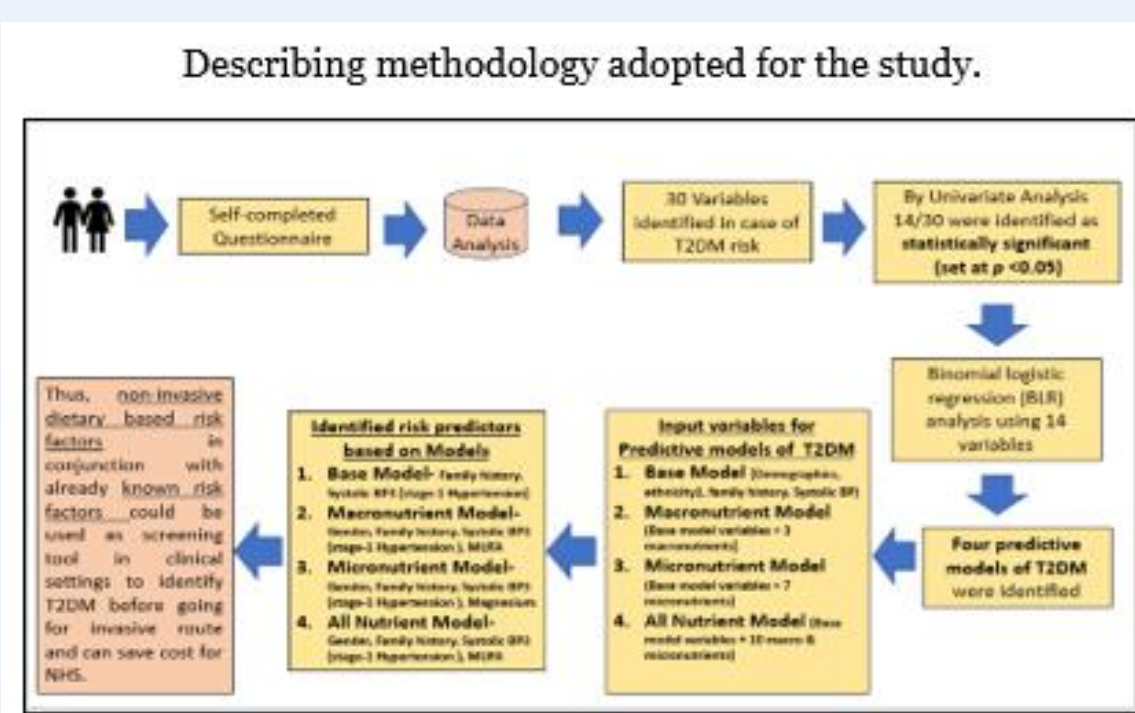 Describing methodology adopted for the study.
Self-completed
Questionnaire
Data
Analysis
30 Variables
identified in case of
T2DM risk
By Univariate Analysis
14/30 were identified as
statistically significant
(set at p <0.05)
Binomial logistic
regression (BLR)
analysis using 14
variables
Four predictive
models of T2DM
were identified
Input variables for
Predictive models of T2DM
1. Base Model (Demographics,
ethnicity), family history, Systolic BP)
2. Macronutrient Model
(Base model variables + 3
macronutrients)
3. Micronutrient Model
(Base model variables + 7
micronutrients)
4. All Nutrient Model (Base
model variables + 10 macro &
micronutrients)
Identified risk predictors
based on Models
1. Base Model- Family history,
Systolic (stage-1 Hypertension)
2. Macronutrient Model-
Gender, Family history, Systolic
(stage-1 Hypertension),
3. Micronutrient Model-
Gender, Family history, Systolic
(stage-1 Hypertension), Magnesium
4. All Nutrient Model-
Gender, Family history, Systolic
(stage-1 Hypertension),
Thus, non-invasive
dietary based risk
factors in
conjunction with
already known risk
factors could be
used as screening
tool in clinical
settings to identify
T2DM before going
for invasive route
and can save cost for
NHS.